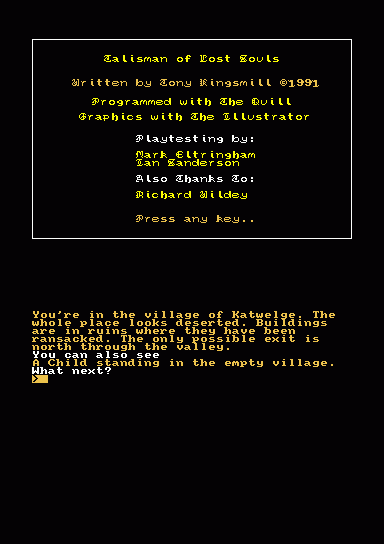 Talisman of Lost Souls
Written by Tony Kingsmill ©1991
Programmed with The Quill
Graphics with The Illustrator
Playtesting by:
Mark Eltringham
Ian Sanderson
Also Thanks To:
Richard Wildey
Press any key..
You're in the village of Katwelge. The
whole place looks deserted. Buildings
are in ruins where they have been
ransacked. The only possible exit is
north through the valley.
You can also see
A Child standing in the empty village.
What next?
>